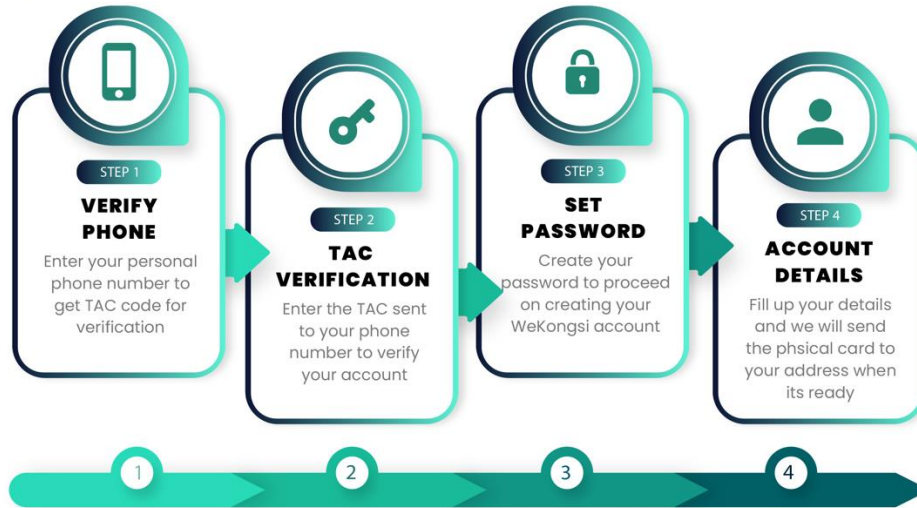 STEP 1
VERIFY
PHONE
Enter your personal
phone number to
get TAC code for
verification
STEP 2
TAC
VERIFICATION
Enter the TAC sent
to your phone
number to verify
your account
STEP 3
SET
PASSWORD
Create your
password to proceed
on creating your
WeKongsi account
STEP 4
ACCOUNT
DETAILS
Fill up your details
and we will send
the phsical card to
your address when
its ready
1
2
3
4